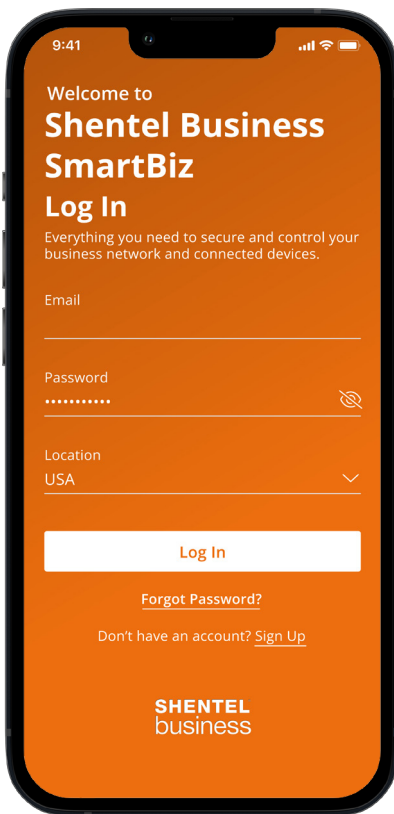 9:41
Welcome to
Shentel Business
SmartBiz
Log In
Everything you need to secure and control your
business network and connected devices.
Email
Password
•••••••••••
Location
USA
Log In
Forgot Password?
Don’t have an account? Sign Up
SHENTEL
business